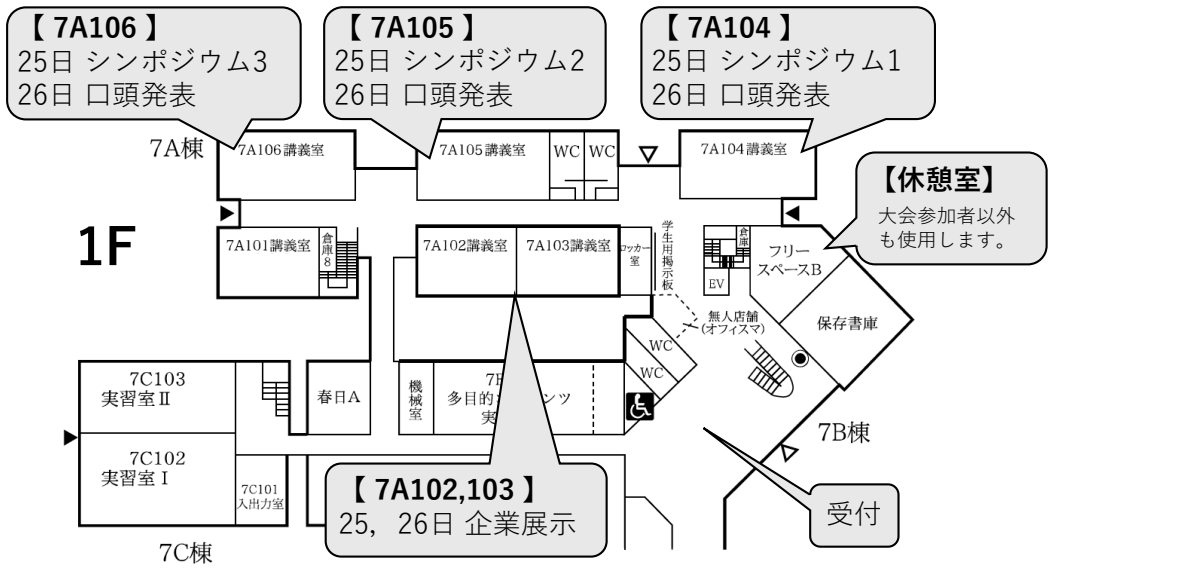 【 7A106 】
25日 シンポジウム3
26日 口頭発表
【 7A105 】
25日 シンポジウム2
26日 口頭発表
【 7A104 】
25日 シンポジウム1
26日 口頭発表
7A棟
7A106講義室
7A105講義室
WC
WC
7A104講義室
【休憩室】
大会参加者以外
も使用します。
1F
7A101講義室
倉庫8
7A102講義室
7A103講義室
ロッカー
室
学生用掲示板
倉庫
EV
フリー
スペースB
無人店舗
(オフィスマ)
保存書庫
WC
WC
7C103
実習室Ⅱ
春日A
機械室
多目的
ンツ
実
7C102
実習室Ⅰ
7C101
入出力室
7B棟
【 7A102,103 】
25，26日 企業展示
受付
7C棟